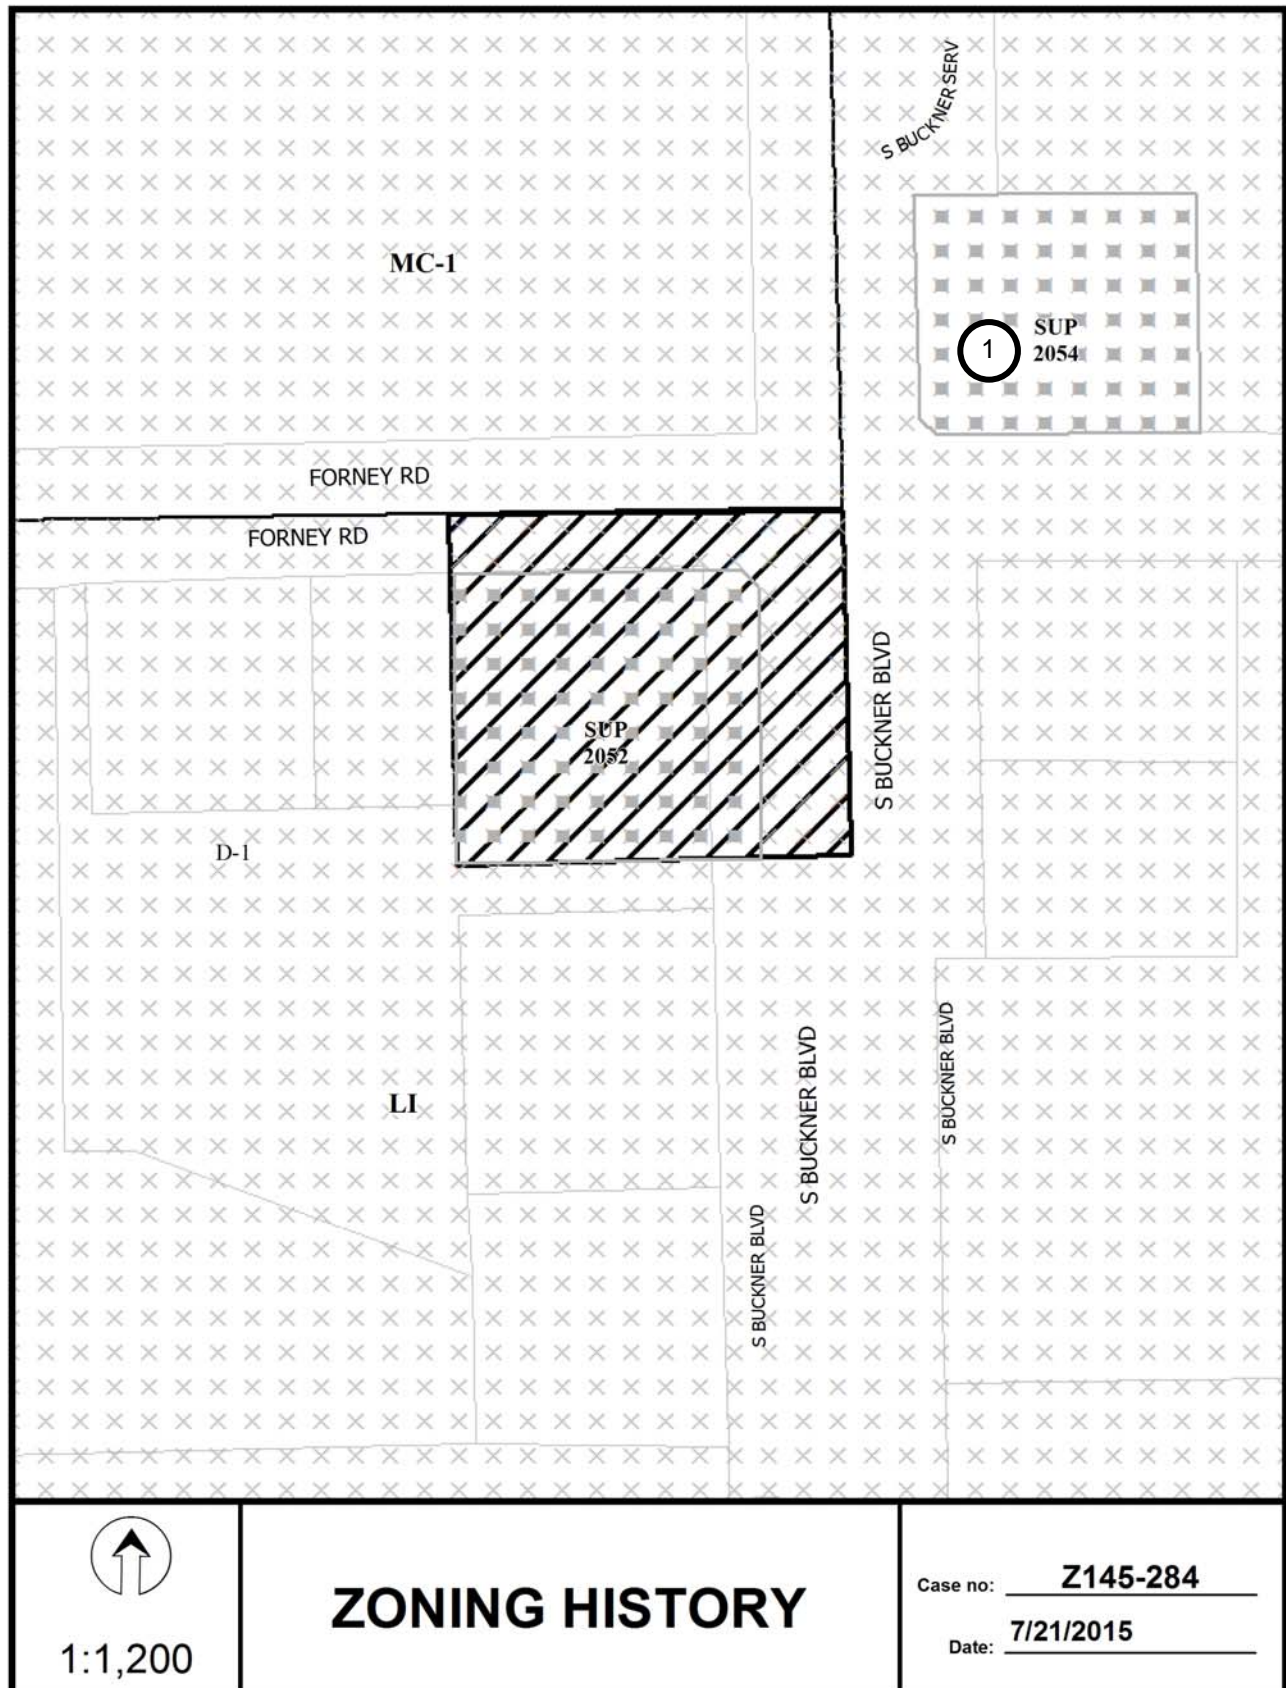 S BUCKNER SERV
MC-1
SUP
2054
1
FORNEY RD
FORNEY RD
SUP
2052
S BUCKNER BLVD
D-1
LI
S BUCKNER BLVD
S BUCKNER BLVD
S BUCKNER BLVD
1:1,200
ZONING HISTORY
Case no: Z145-284
Date: 7/21/2015